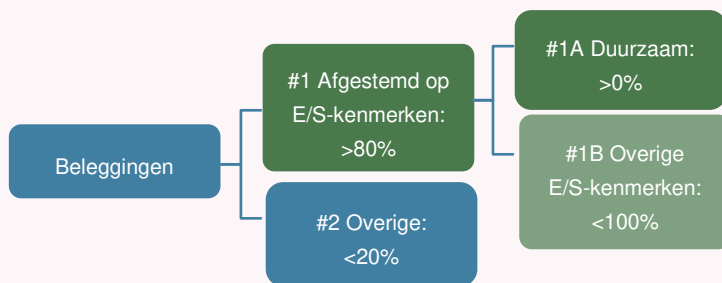 Beleggingen
#1 Afgestemd op
E/S-kenmerken:
>80%
#2 Overige:
<20%
#1A Duurzaam:
>0%
#1B Overige
E/S-kenmerken:
<100%